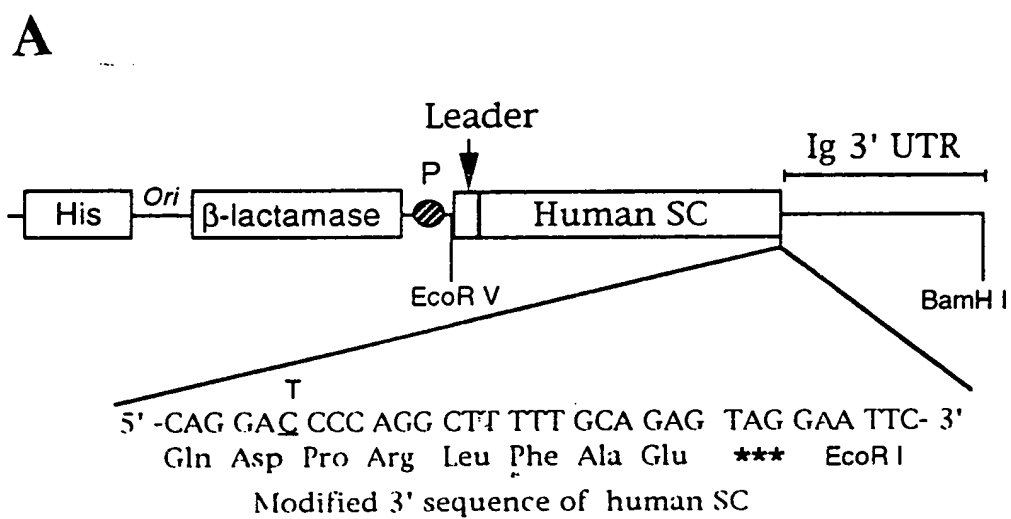 A
Leader
Ig 3' UTR
P
His Ori β-lactamase Human SC
EcoR V
BamH I
T
5' -CAG GAC CCC AGG CTT TTT GCA GAG TAG GAA TTC- 3'
Gln Asp Pro Arg Leu Phe Ala Glu *** EcoR I
Modified 3' sequence of human SC